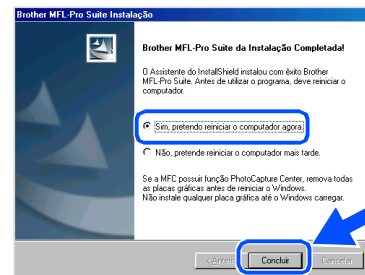 Brother MFL-Pro Suite Instalação
Brother MFL-Pro Suite da Instalação Completada!
O Assistente do InstallShield instalou com êxito Brother
MFL-Pro Suite. Antes de utilizar o programa, deve reiniciar o
computador.
Sim, pretendo reiniciar o computador agora.
Não, pretende reiniciar o computador mais tarde.
Se a MFC possuir função PhotoCapture Center, remova todas
as placas gráficas antes de reiniciar o Windows.
Não instale qualquer placa gráfica até o Windows carregar.
Concluir
Cancelar